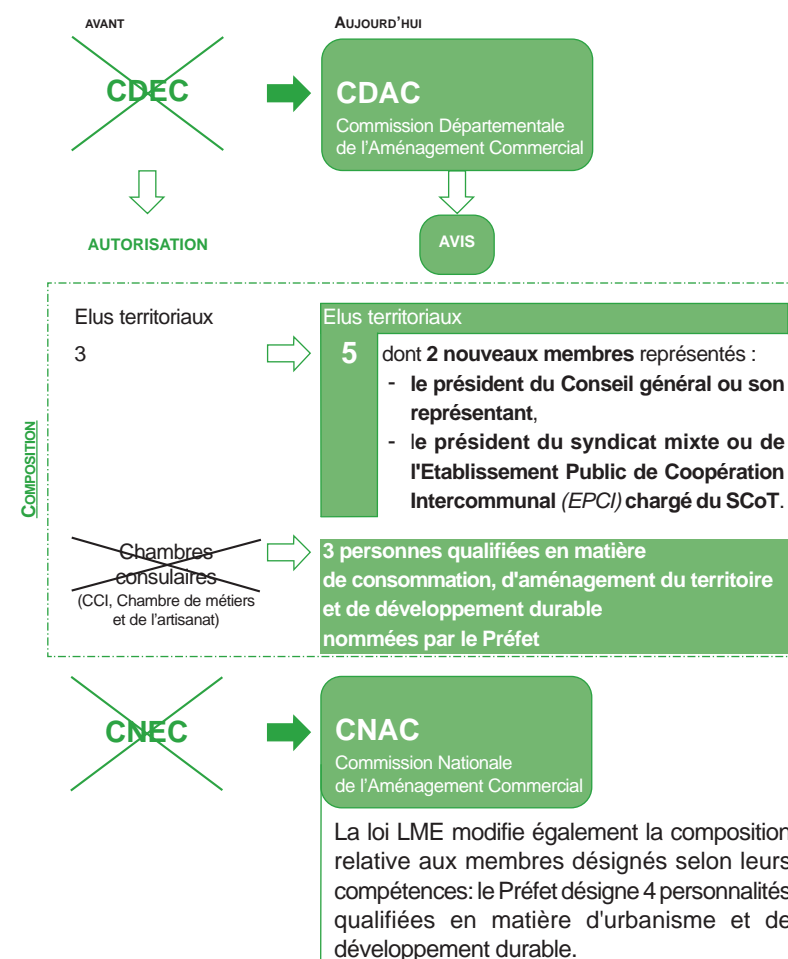 AVANT
AUJOURD'HUI
CDEC
CDAC
Commission Départementale
de l'Aménagement Commercial
AUTORISATION
AVIS
COMPOSITION
Elus territoriaux
3
Elus territoriaux
5 dont 2 nouveaux membres représentés :
- le président du Conseil général ou son
représentant,
- le président du syndicat mixte ou de
l'Etablissement Public de Coopération
Intercommunal (EPCI) chargé du SCoT.
Chambres
consulaires
(CCI, Chambre de métiers
et de l'artisanat)
3 personnes qualifiées en matière
de consommation, d'aménagement du territoire
et de développement durable
nommées par le Préfet
CNEC
CNAC
Commission Nationale
de l'Aménagement Commercial
La loi LME modifie également la composition
relative aux membres désignés selon leurs
compétences: le Préfet désigne 4 personnalités
qualifiées en matière d'urbanisme et de
développement durable.